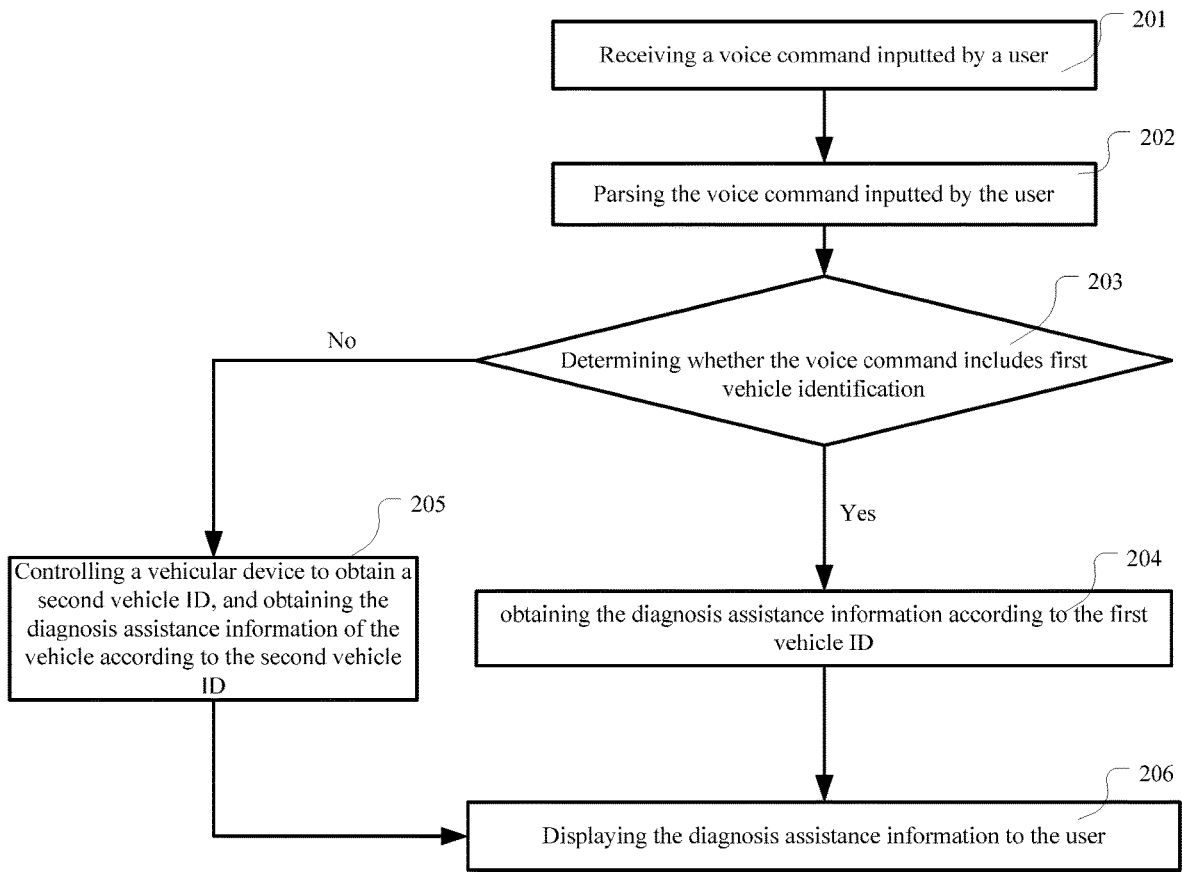 201
Receiving a voice command inputted by a user
202
Parsing the voice command inputted by the user
203
Determining whether the voice command includes first
vehicle identification
No
Yes
205
Controlling a vehicular device to obtain a
second vehicle ID, and obtaining the
diagnosis assistance information of the
vehicle according to the second vehicle
ID
204
obtaining the diagnosis assistance information according to the first
vehicle ID
206
Displaying the diagnosis assistance information to the user